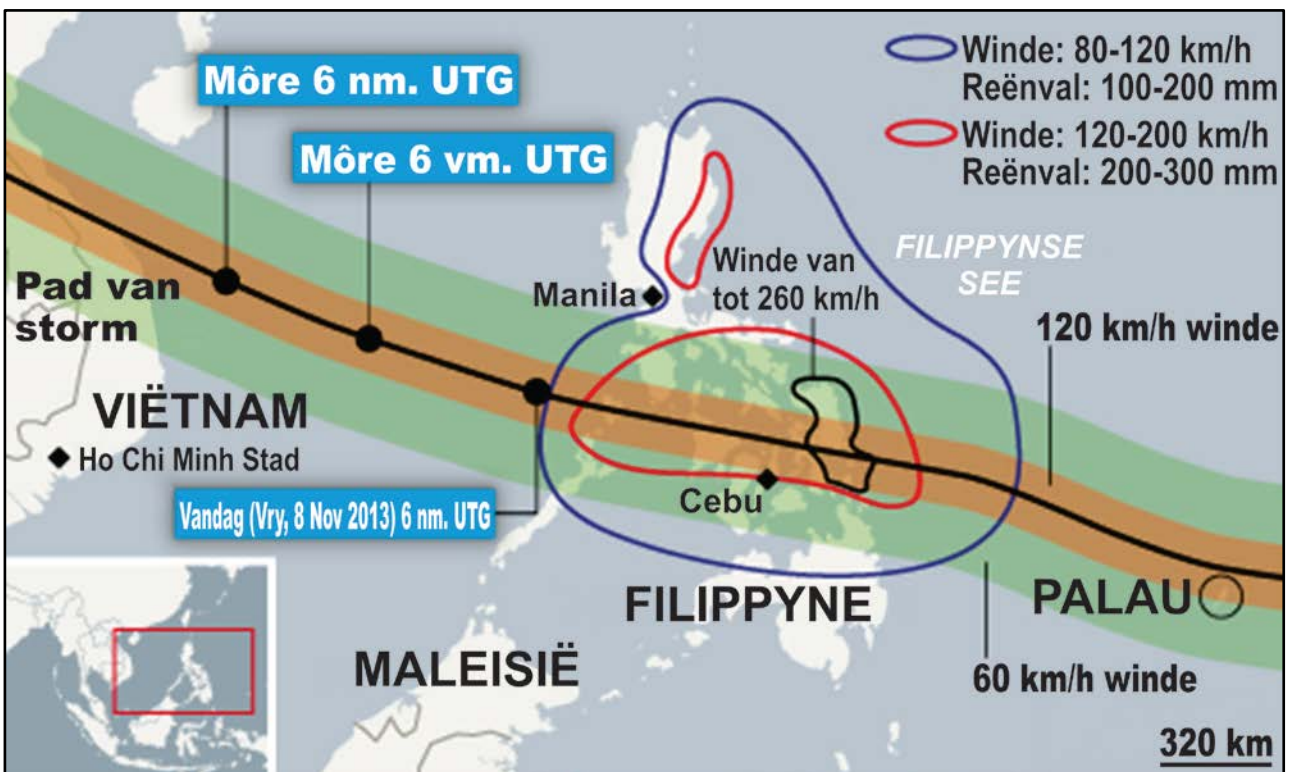 Winde: 80-120 km/h
Reënval: 100-200 mm
Winde: 120-200 km/h
Reënval: 200-300 mm
Môre 6 nm. UTG
Môre 6 vm. UTG
FILIPPYNSE
SEE
Winde van
tot 260 km/h
Manila
Pad van
storm
120 km/h winde
VIËTNAM
Ho Chi Minh Stad
Cebu
Vandag (Vry, 8 Nov 2013) 6 nm. UTG
FILIPPYNE
PALAU
MALEISIË
60 km/h winde
320 km